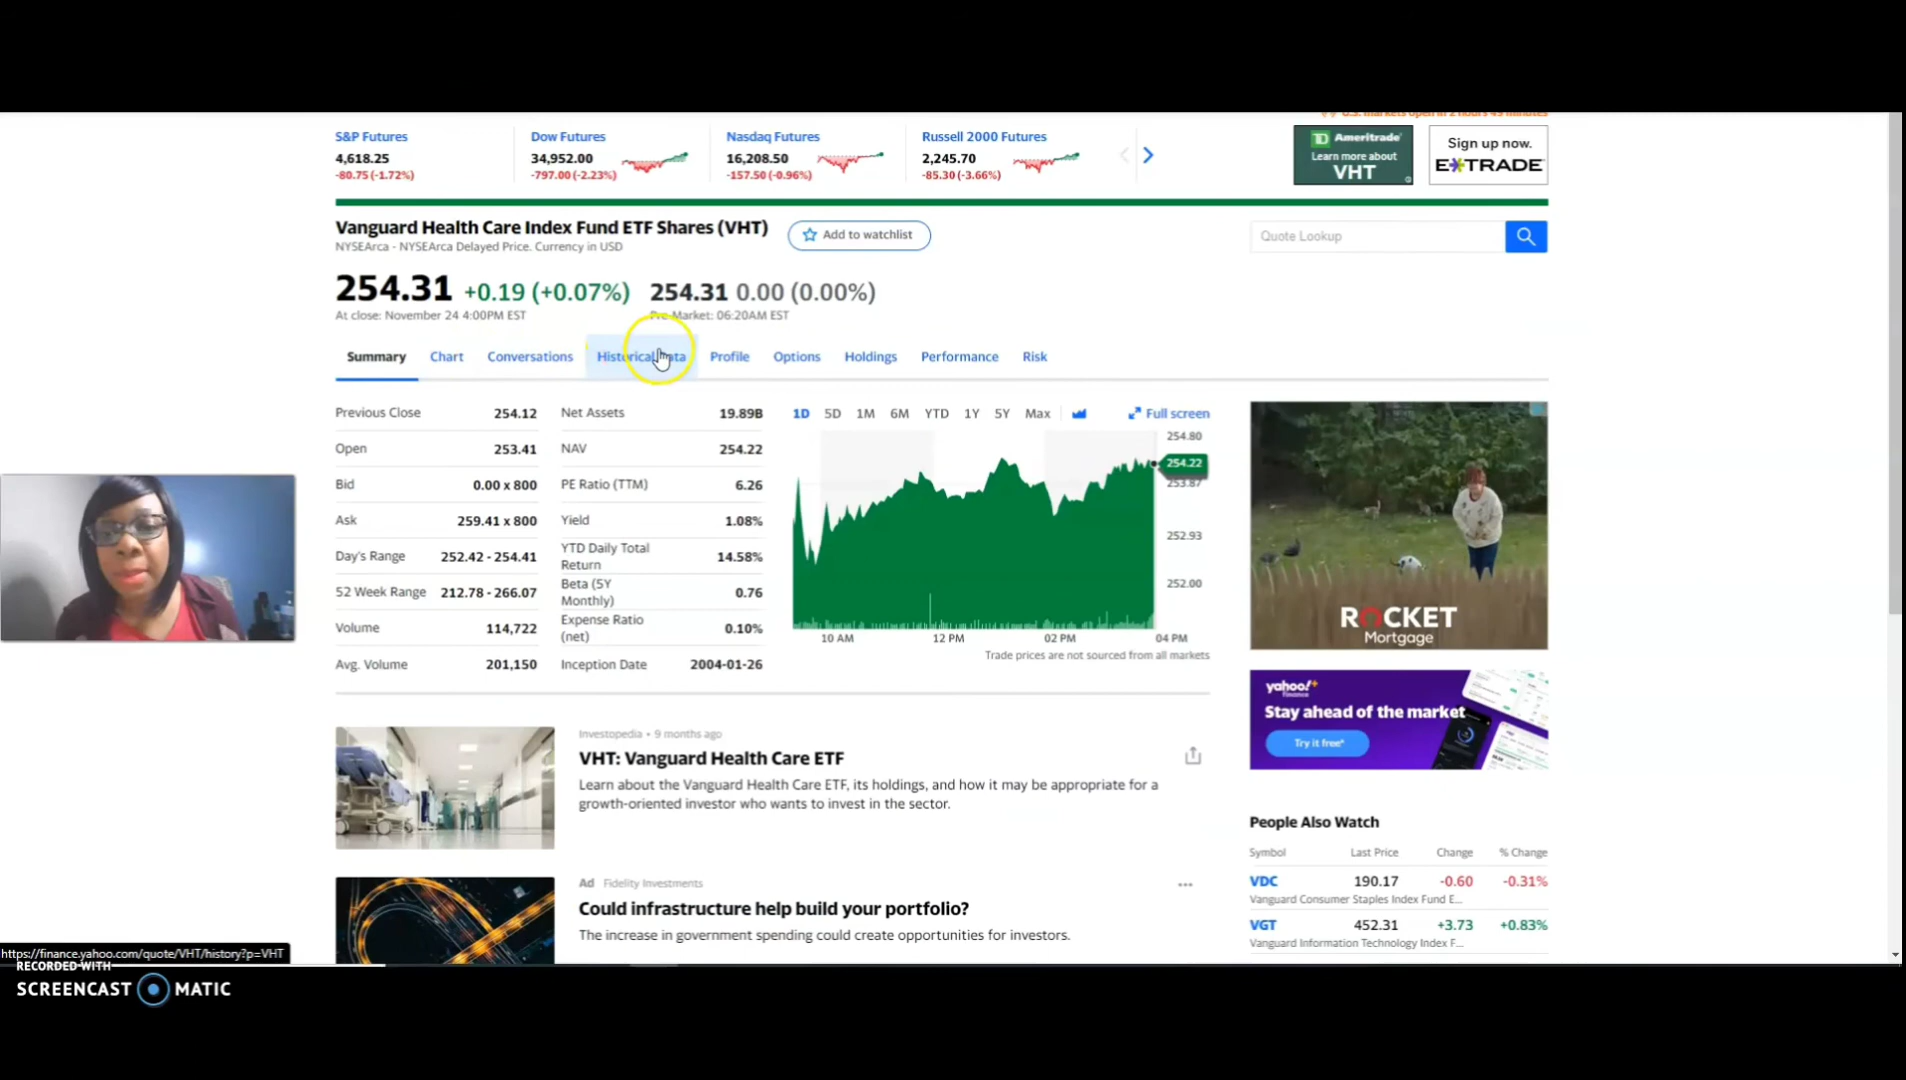 U.S. markets open in 2 hours 49 minutes
S&P Futures
4,618.25
-80.75 (-1.72%)
Dow Futures
34,952.00
-797.00 (-2.23%)
Nasdaq Futures
16,208.50
-157.50 (-0.96%)
Russell 2000 Futures
2,245.70
-85.30 (-3.66%)
TD Ameritrade
Learn more about
VHT
Sign up now.
E*TRADE
Vanguard Health Care Index Fund ETF Shares (VHT)
Add to watchlist
NYSEArca - NYSEArca Delayed Price. Currency in USD
Quote Lookup
254.31 +0.19 (+0.07%)
At close: November 24 4:00PM EST
254.31 0.00 (0.00%)
Pre-Market: 06:20AM EST
Summary Chart Conversations Historical Data Profile Options Holdings Performance Risk
Previous Close 254.12
Open 253.41
Bid 0.00 x 800
Ask 259.41 x 800
Day's Range 252.42 - 254.41
52 Week Range 212.78 - 266.07
Volume 114,722
Avg. Volume 201,150
Net Assets 19.89B
NAV 254.22
PE Ratio (TTM) 6.26
Yield 1.08%
YTD Daily Total
Return 14.58%
Beta (5Y
Monthly) 0.76
Expense Ratio
(net) 0.10%
Inception Date 2004-01-26
1D 5D 1M 6M YTD 1Y 5Y Max Full screen
254.80
254.22
253.87
252.93
252.00
10 AM 12 PM 02 PM 04 PM
Trade prices are not sourced from all markets
ROCKET
Mortgage
yahoo!+
finance
Stay ahead of the market
Try it free*
Investopedia • 9 months ago
VHT: Vanguard Health Care ETF
Learn about the Vanguard Health Care ETF, its holdings, and how it may be appropriate for a
growth-oriented investor who wants to invest in the sector.
Ad Fidelity Investments
Could infrastructure help build your portfolio?
The increase in government spending could create opportunities for investors.
People Also Watch
Symbol Last Price Change % Change
VDC 190.17 -0.60 -0.31%
Vanguard Consumer Staples Index Fund E...
VGT 452.31 +3.73 +0.83%
Vanguard Information Technology Index F...
https://finance.yahoo.com/quote/VHT/history?p=VHT
RECORDED WITH
SCREENCAST MATIC